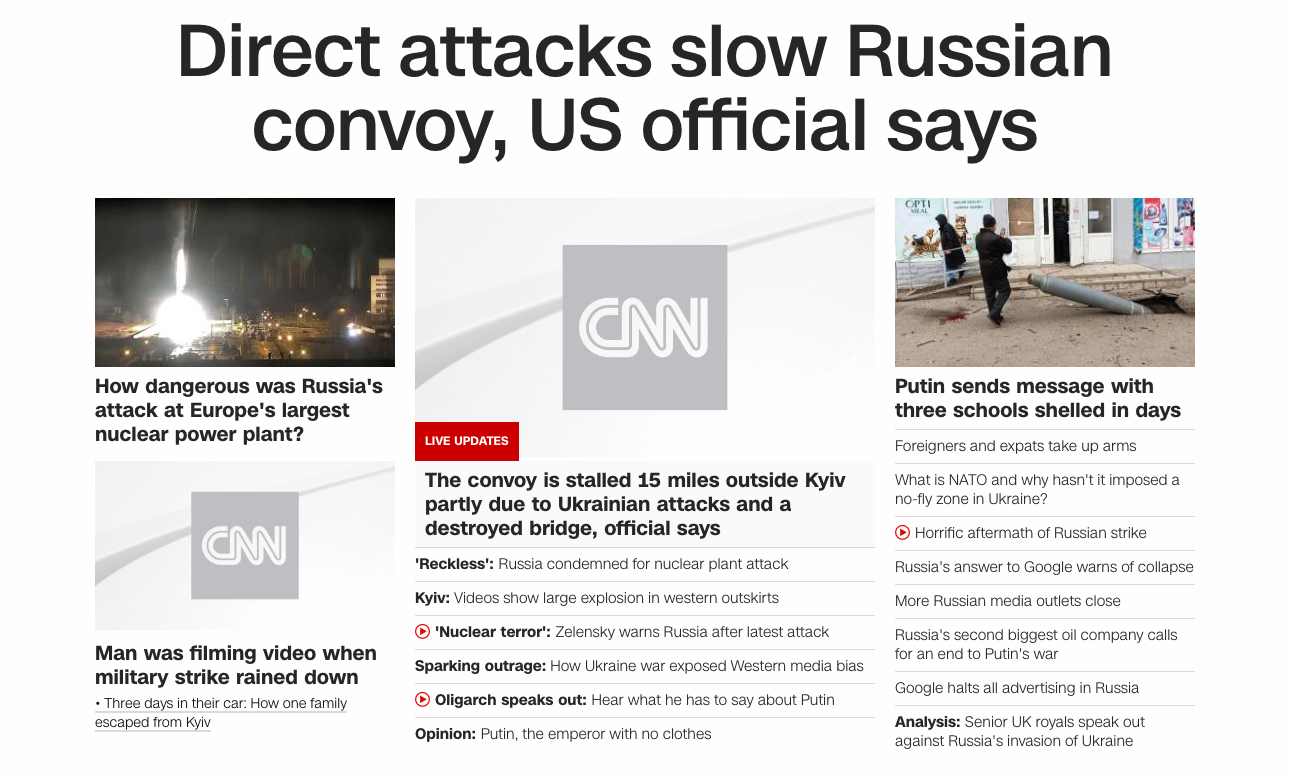 Direct attacks slow Russian
convoy, US official says
How dangerous was Russia's
attack at Europe's largest
nuclear power plant?
CNN
Man was filming video when
military strike rained down
• Three days in their car: How one family
escaped from Kyiv
CNN
LIVE UPDATES
The convoy is stalled 15 miles outside Kyiv
partly due to Ukrainian attacks and a
destroyed bridge, official says
'Reckless': Russia condemned for nuclear plant attack
Kyiv: Videos show large explosion in western outskirts
'Nuclear terror': Zelensky warns Russia after latest attack
Sparking outrage: How Ukraine war exposed Western media bias
Oligarch speaks out: Hear what he has to say about Putin
Opinion: Putin, the emperor with no clothes
OPTI
MEAL
Putin sends message with
three schools shelled in days
Foreigners and expats take up arms
What is NATO and why hasn't it imposed a
no-fly zone in Ukraine?
Horrific aftermath of Russian strike
Russia's answer to Google warns of collapse
More Russian media outlets close
Russia's second biggest oil company calls
for an end to Putin's war
Google halts all advertising in Russia
Analysis: Senior UK royals speak out
against Russia's invasion of Ukraine